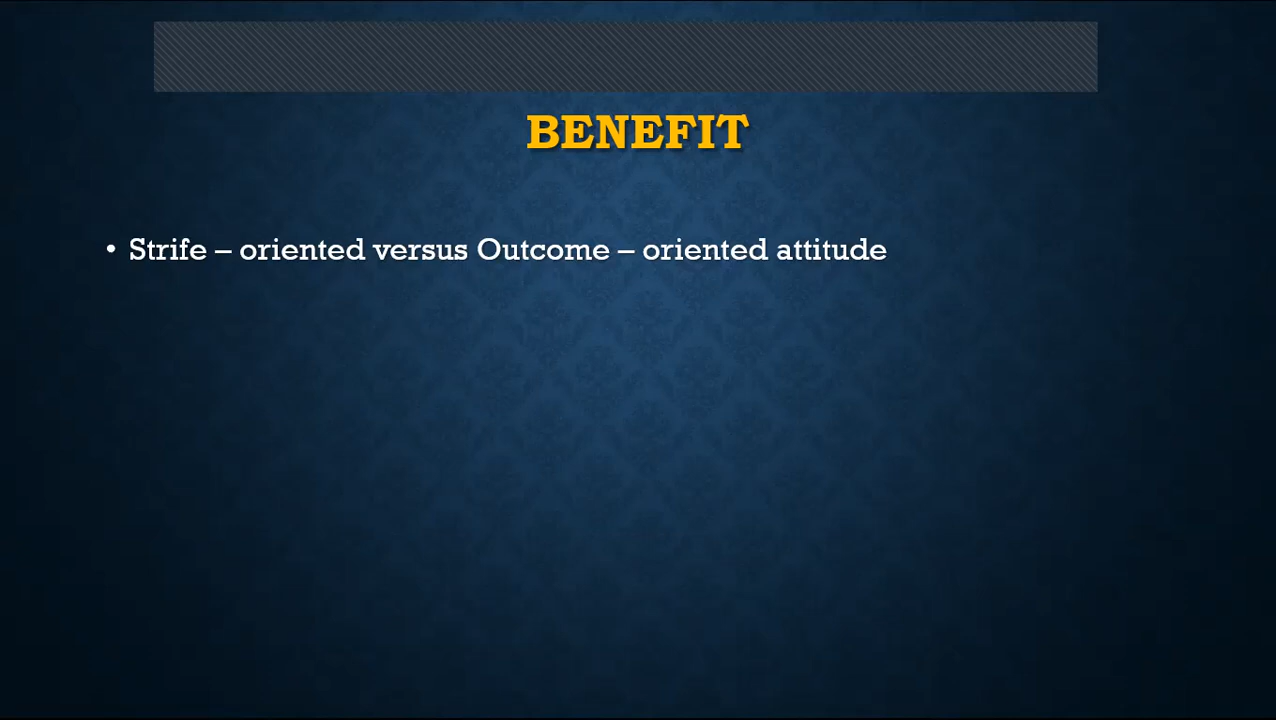 BENEFIT
• Strife – oriented versus Outcome – oriented attitude